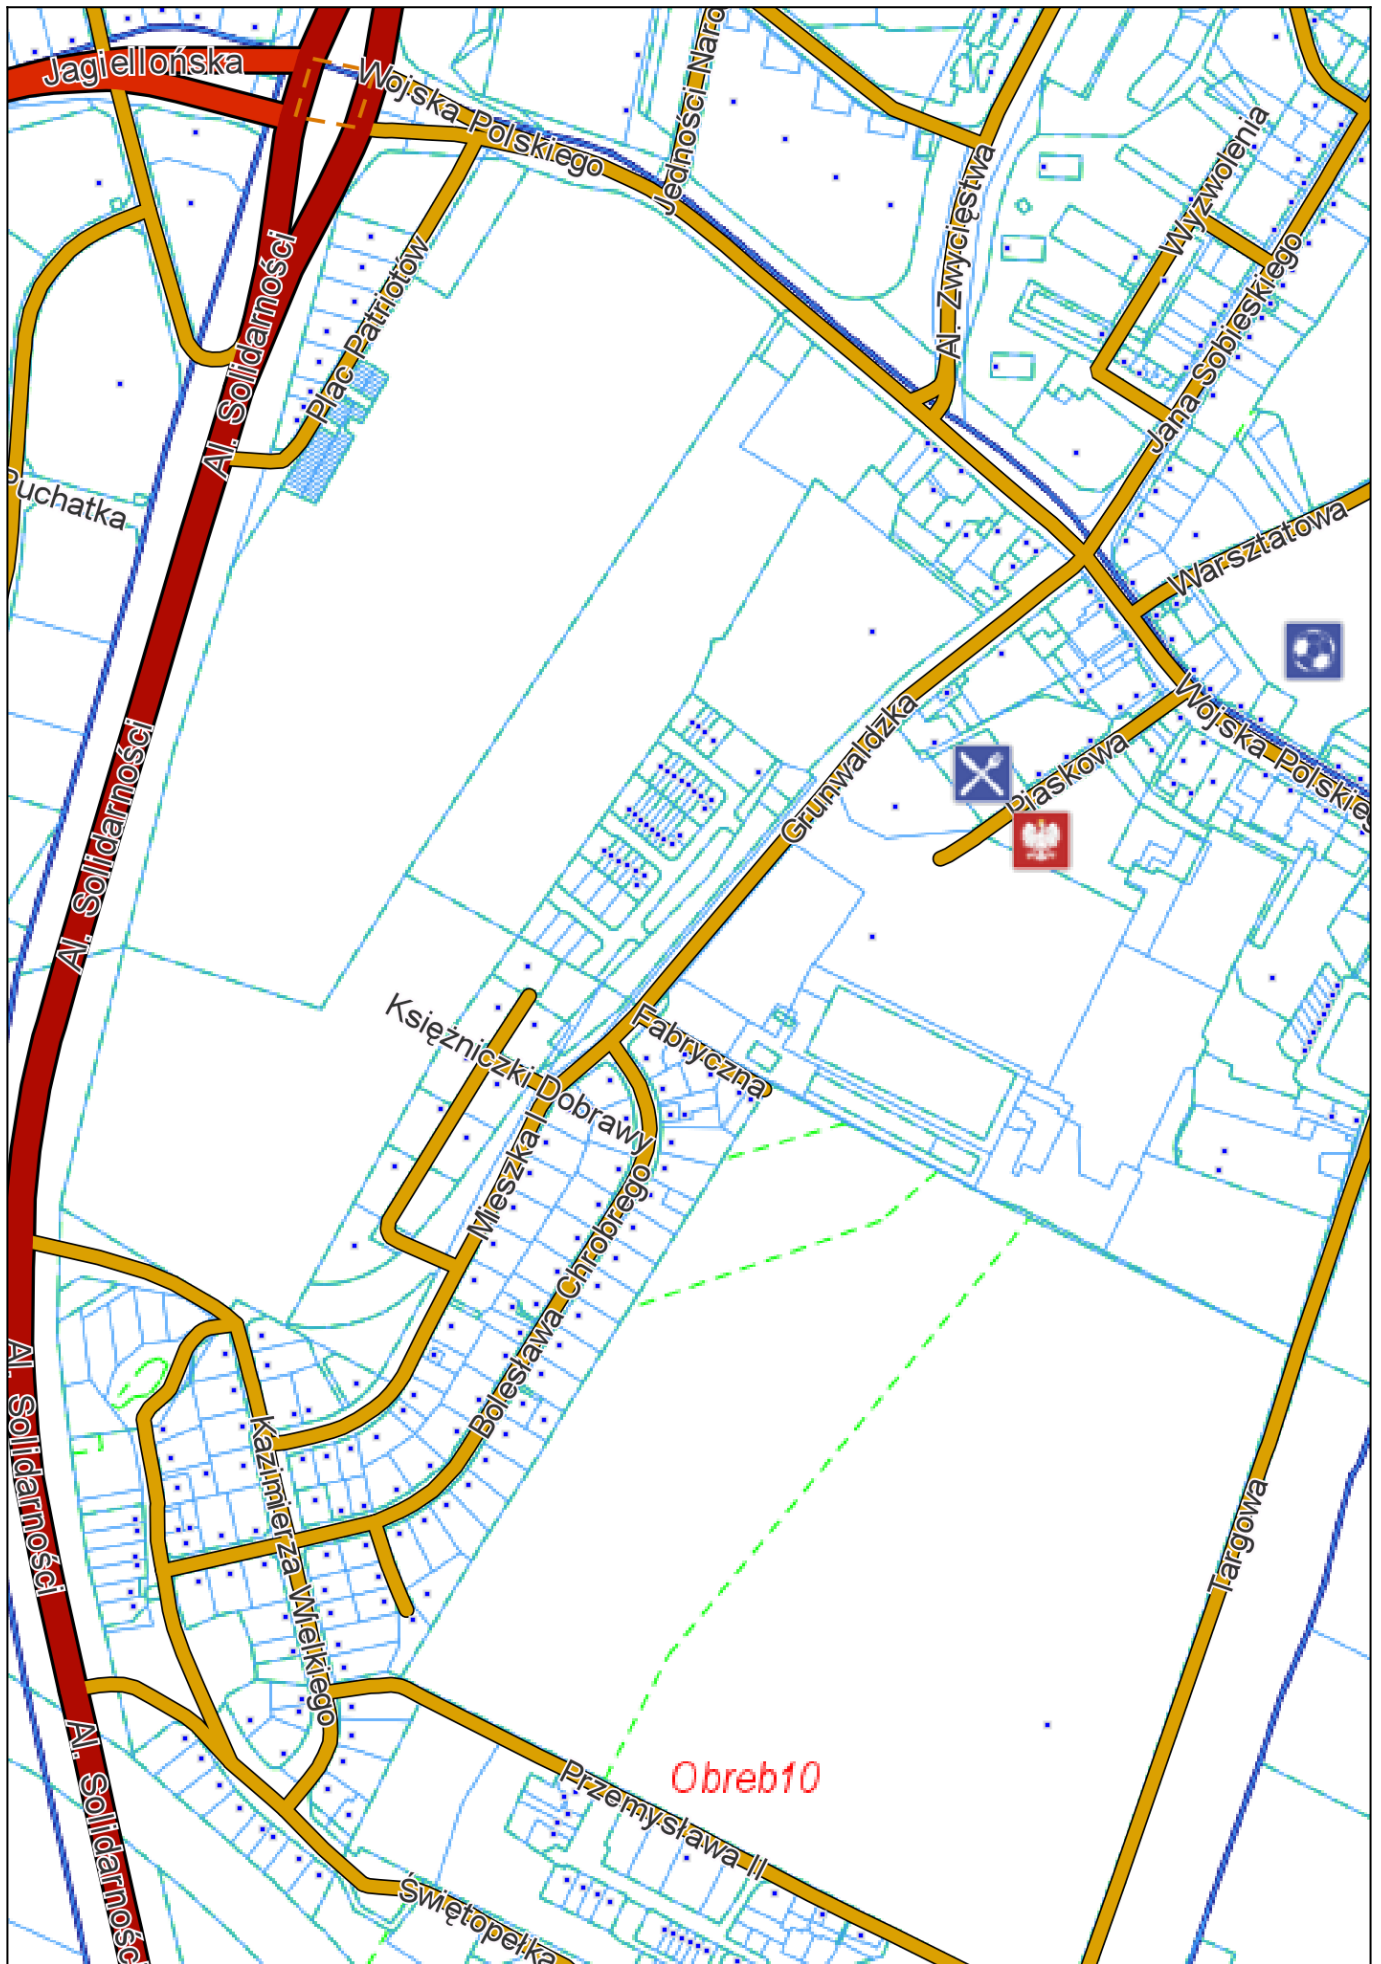 Jagiellońska
Wojska Polskiego
Jedności Naro
Al. Zwycięstwa
Wyzwolenia
Jana Sobieskiego
Al. Solidarności
Plac Patriotów
Puchatka
Warsztatowa
Wojska Polskieg
Grunwaldzka
Piaskowa
Al. Solidarności
Księżniczki Dobrawy
Fabryczna
Mieszka I
Bolesława Chrobrego
Al. Solidarności
Kazimierza Wielkiego
Targowa
Al. Solidarnośc
Obreb10
Przemysława II
Świętopełka